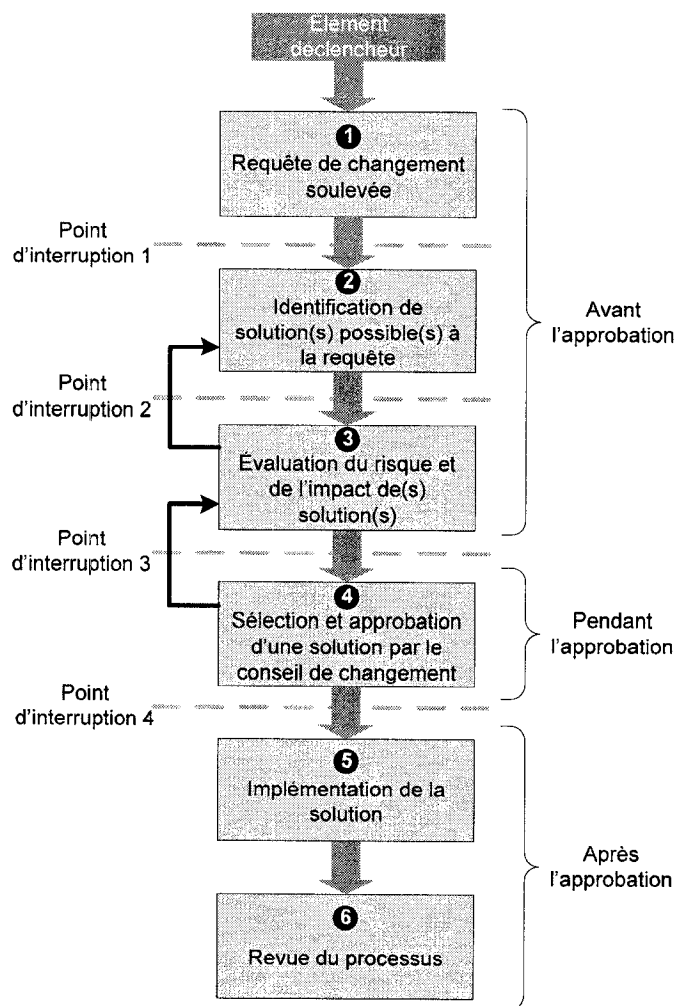 Élément
declencheur
1
Requête de changement
soulevée
Point
d'interruption 1
2
Identification de
solution(s) possible(s) à
la requête
Avant
l'approbation
Point
d'interruption 2
3
Évaluation du risque et
de l'impact de(s)
solution(s)
Point
d'interruption 3
4
Sélection et approbation
d'une solution par le
conseil de changement
Pendant
l'approbation
Point
d'interruption 4
5
Implémentation de la
solution
Après
l'approbation
6
Revue du processus